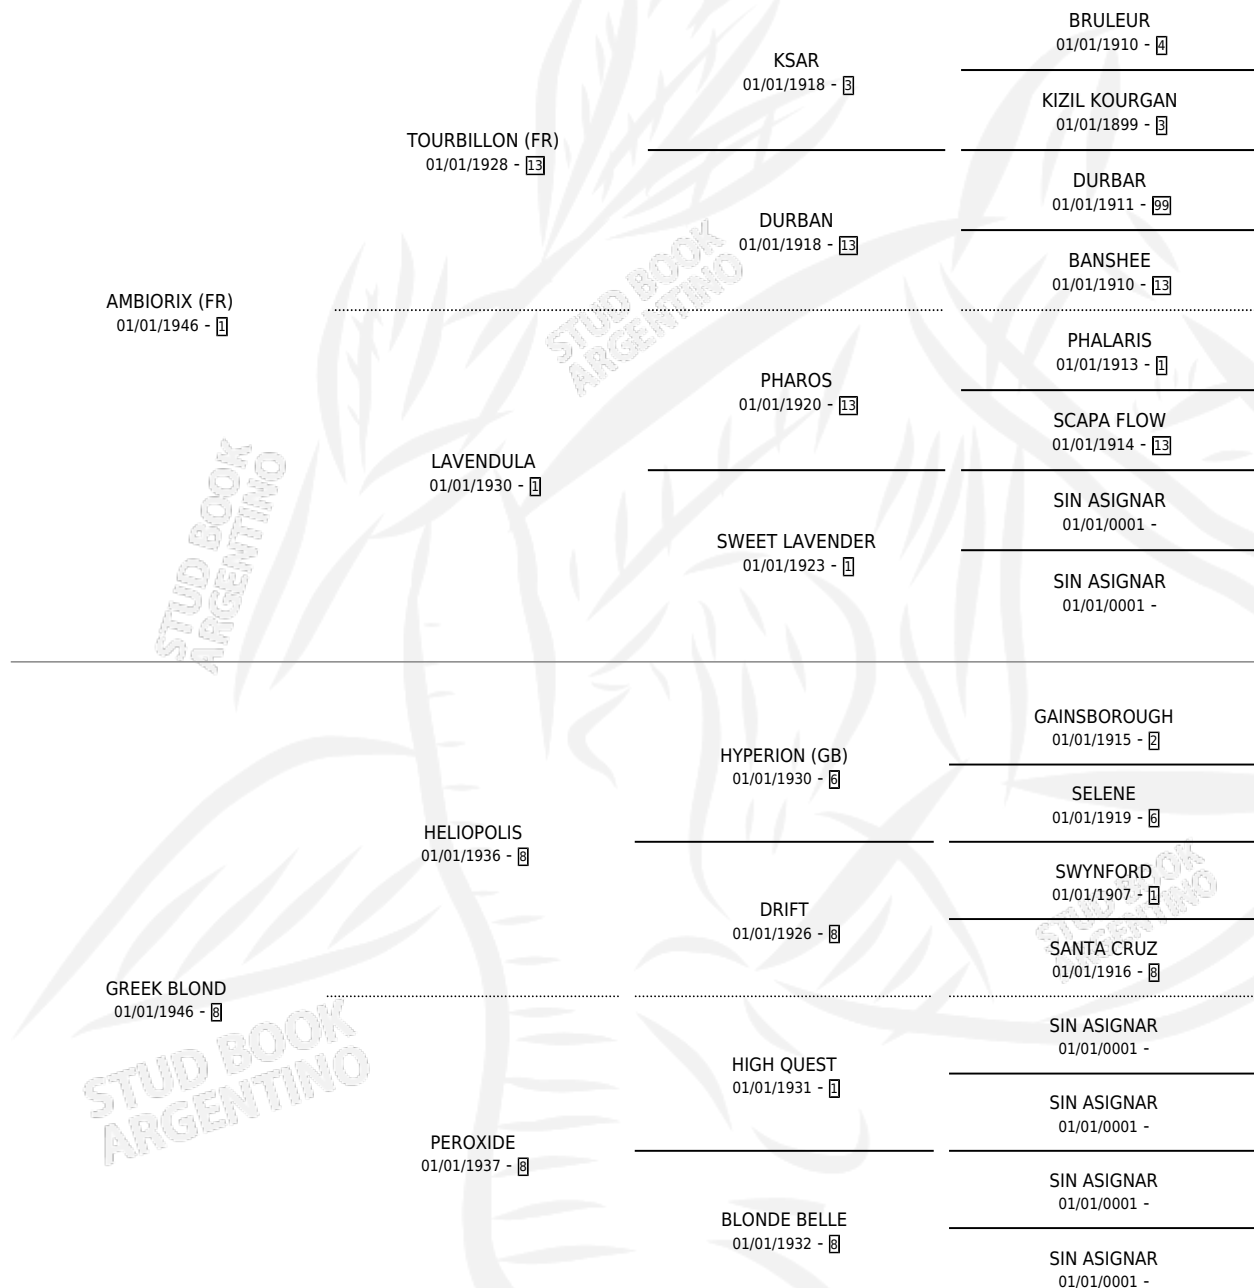 BRULEUR
01/01/1910 - 4
KSAR
01/01/1918 - 3
KIZIL KOURGAN
01/01/1899 - 3
TOURBILLON (FR)
01/01/1928 - 13
DURBAR
01/01/1911 - 99
DURBAN
01/01/1918 - 13
BANSHEE
01/01/1910 - 13
AMBIORIX (FR)
01/01/1946 - 1
PHALARIS
01/01/1913 - 1
PHAROS
01/01/1920 - 13
SCAPA FLOW
01/01/1914 - 13
LAVENDULA
01/01/1930 - 1
SIN ASIGNAR
01/01/0001 -
SWEET LAVENDER
01/01/1923 - 1
SIN ASIGNAR
01/01/0001 -
GAINSBOROUGH
01/01/1915 - 2
HYPERION (GB)
01/01/1930 - 6
SELENE
01/01/1919 - 6
HELIOPOLIS
01/01/1936 - 8
SWYNFORD
01/01/1907 - 1
DRIFT
01/01/1926 - 8
SANTA CRUZ
01/01/1916 - 8
GREEK BLOND
01/01/1946 - 8
SIN ASIGNAR
01/01/0001 -
HIGH QUEST
01/01/1931 - 1
SIN ASIGNAR
01/01/0001 -
PEROXIDE
01/01/1937 - 8
SIN ASIGNAR
01/01/0001 -
BLONDE BELLE
01/01/1932 - 8
SIN ASIGNAR
01/01/0001 -
STUD BOOK
ARGENTINO
STUD BOOK
ARGENTINO
STUD BOOK
ARGENTINO
STUD BOOK
ARGENTINO